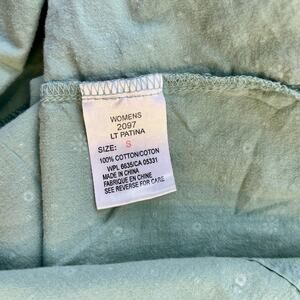 WOMENS
2097
LT PATINA
SIZE: S
100% COTTON/COTON
WPL 6635/CA 05331
MADE IN CHINA
FABRIQUE EN CHINE
SEE REVERSE FOR CARE